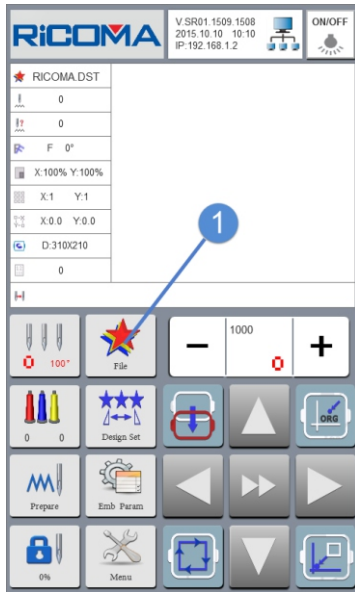 RiCOMA
V.SR01.1509.1508
2015.10.10 10:10
IP:192.168.1.2
ON/OFF
RICOMA.DST
0
0
F 0°
X:100% Y:100%
X:1 Y:1
X:0.0 Y:0.0
D:310X210
0
1
0 100°
File
1000
0
0 0
Design Set
ORG
Prepare
Emb Param
0%
Menu